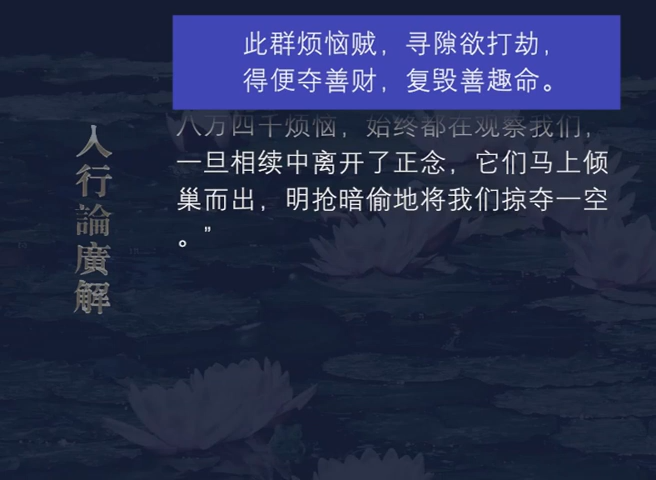 此群烦恼贼，寻隙欲打劫，
得便夺善财，复毁善趣命。
八万四千烦恼，始终都在观察我们，
一旦相续中离开了正念，它们马上倾
巢而出，明抢暗偷地将我们掠夺一空
。”
入行論廣解